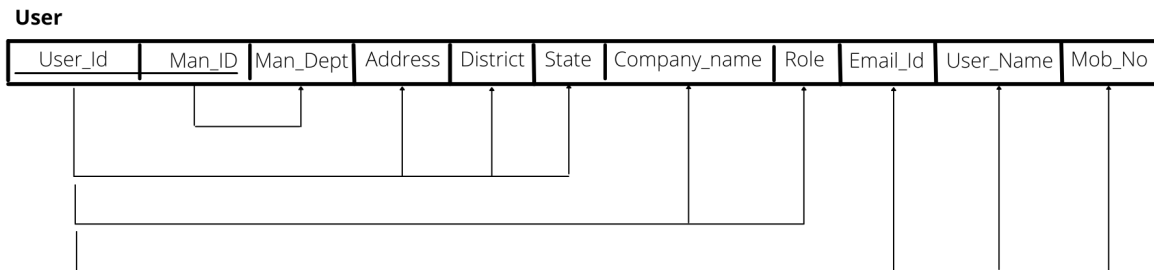 User
User_Id Man_ID Man_Dept Address District State Company_name Role Email_Id User_Name Mob_No